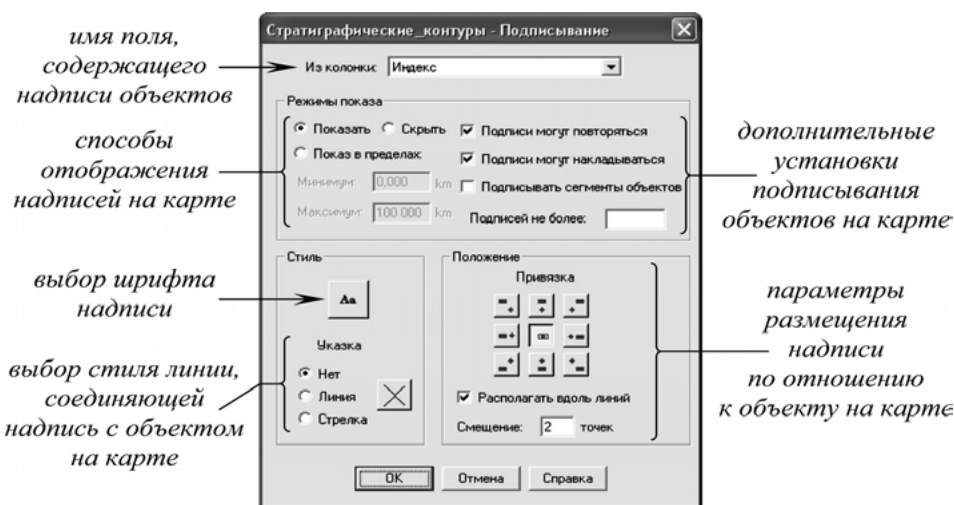 имя поля,
содержащего
надписи объектов
способы
отображения
надписей на карте
выбор шрифта
надписи
выбор стиля линии,
соединяющей
надпись с объектом
на карте
Стратиграфические_контуры - Подписывание
Из колонки: Индекс
Режимы показа
Показать Скрыть Подписи могут повторяться
Показ в пределах: Подписи могут накладываться
Минимум: 0,000 km Подписывать сегменты объектов
Максимум: 100 000 km Подписей не более:
Стиль
Aa
Указка
Нет
Линия
Стрелка
Положение
Привязка
Располагать вдоль линий
Смещение: 2 точек
OK Отмена Справка
дополнительные
установки
подписывания
объектов на карте
параметры
размещения
надписи
по отношению
к объекту на карте